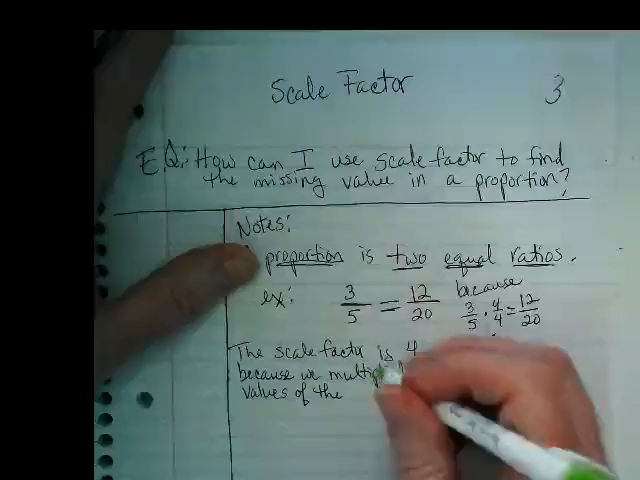 Scale Factor 3
E.Q.: How can I use scale factor to find
the missing value in a proportion?
Notes:
proportion is two equal ratios.
ex: 3/5 = 12/20 because 3/5 · 4/4 = 12/20
The scale factor is 4
because we
values of the